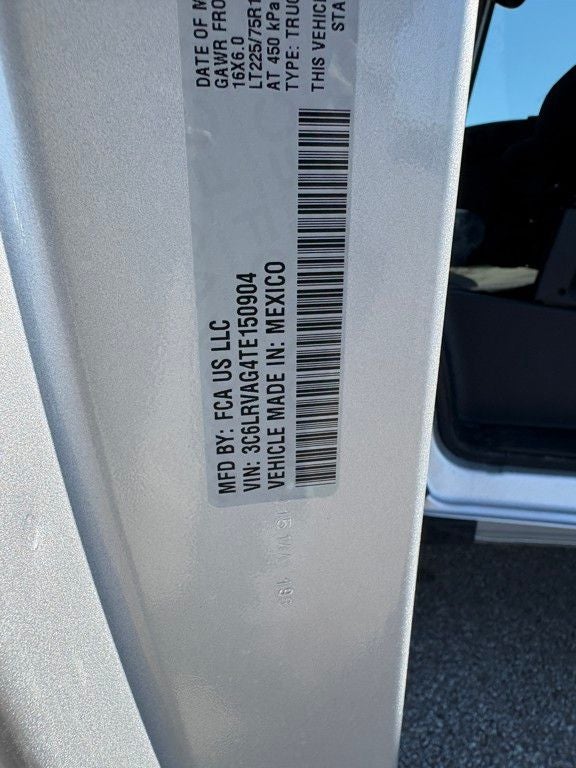 MFD BY: FCA US LLC
VIN: 3C6LRVAG4TE150904
VEHICLE MADE IN: MEXICO
DATE OF M
GAWR FRO
16X6.0
LT225/75R1
AT 450 kPa
TYPE: TRUC
THIS VEHIC
STA